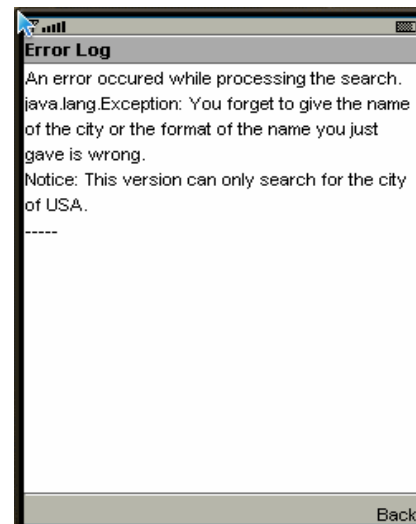 Error Log
An error occured while processing the search.
java.lang.Exception: You forget to give the name
of the city or the format of the name you just
gave is wrong.
Notice: This version can only search for the city
of USA.
-----
Back